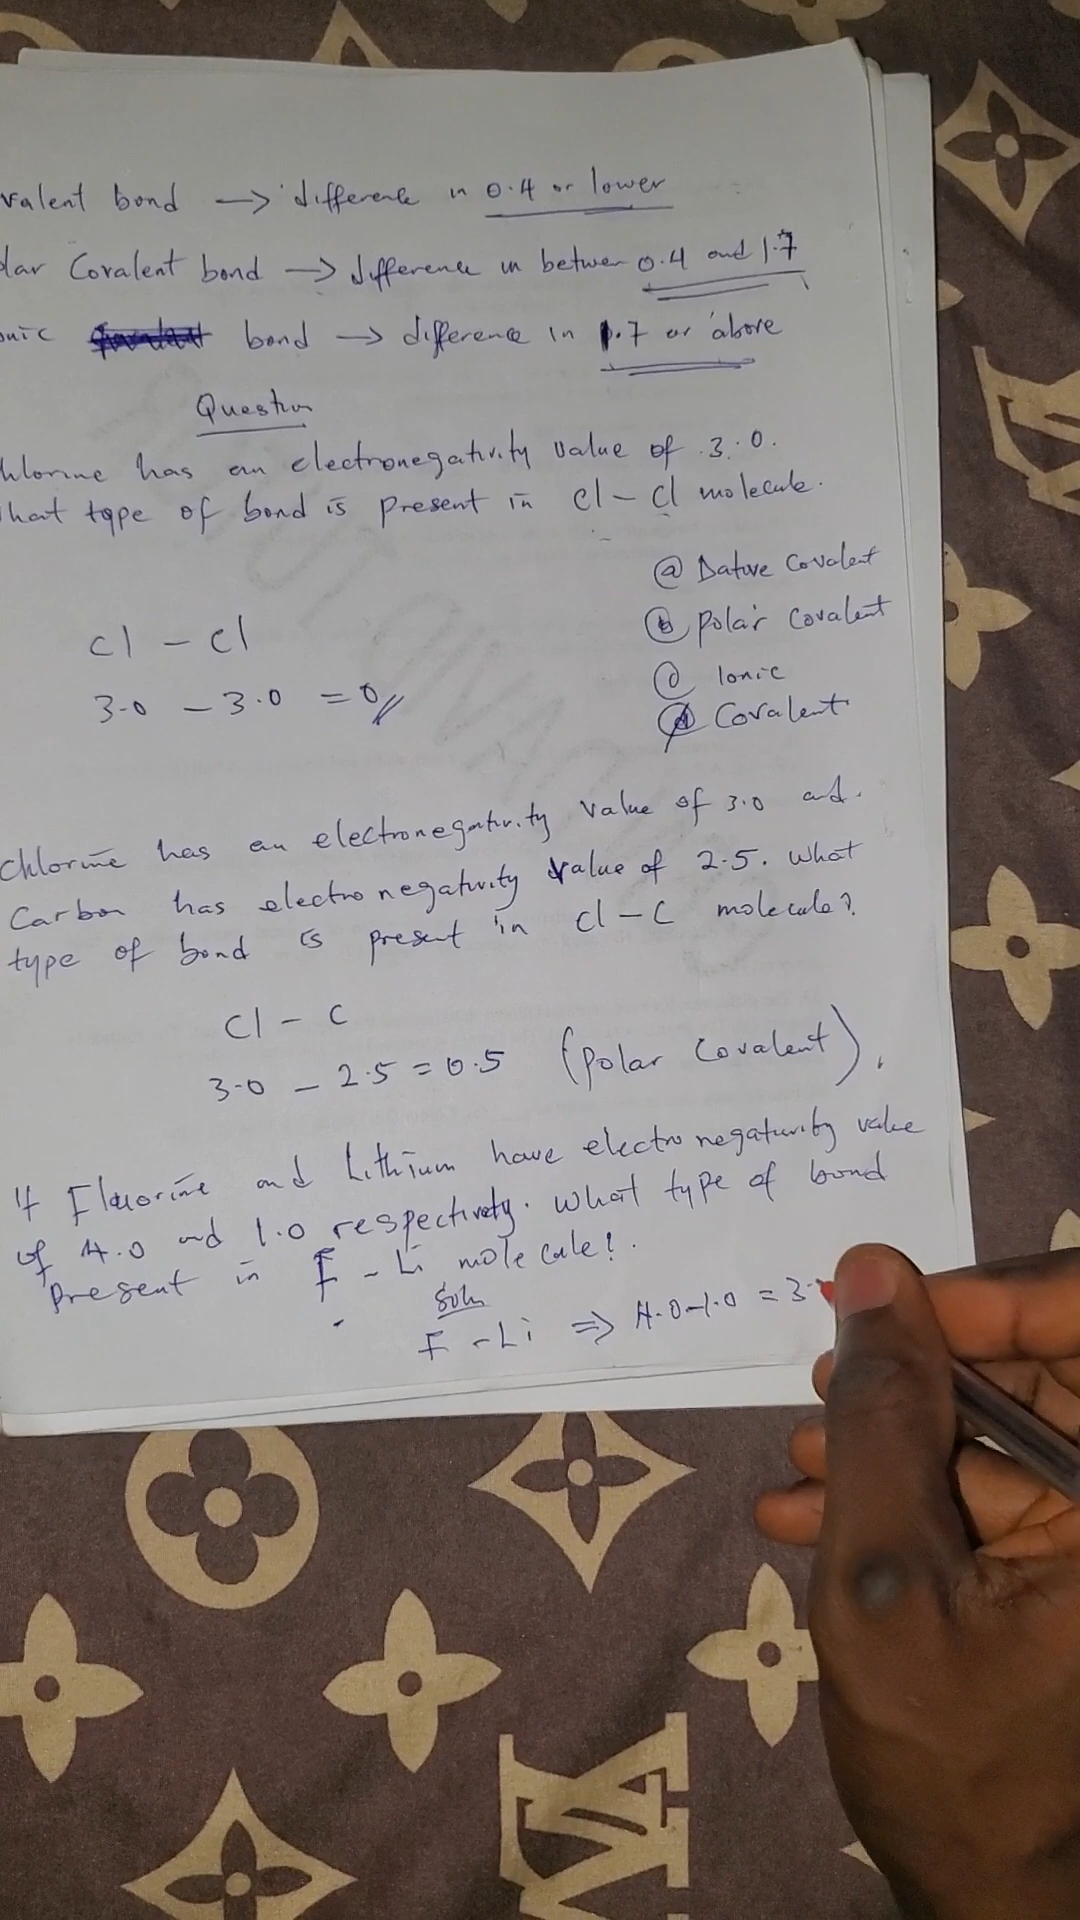 valent bond → difference in 0.4 or lower
lar Covalent bond → difference in between 0.4 and 1.7
onic bond → difference in 1.7 or above
Question
hlorine has an electronegativity value of 3.0.
hat type of bond is present in Cl - Cl molecule.
(a) Dative Covalent
Cl - Cl
(b) Polar Covalent
(c) Ionic
3.0 - 3.0 = 0//
(d) Covalent
Chlorine has an electronegativity value of 3.0 and
Carbon has electronegativity value of 2.5. What
type of bond is present in Cl - C molecule?
Cl - C
3.0 - 2.5 = 0.5 (Polar Covalent).
If Fluorine and Lithium have electronegativity value
of 4.0 and 1.0 respectively. What type of bond
present in F - Li molecule?.
Soln
F - Li ⇒ 4.0-1.0 = 3.